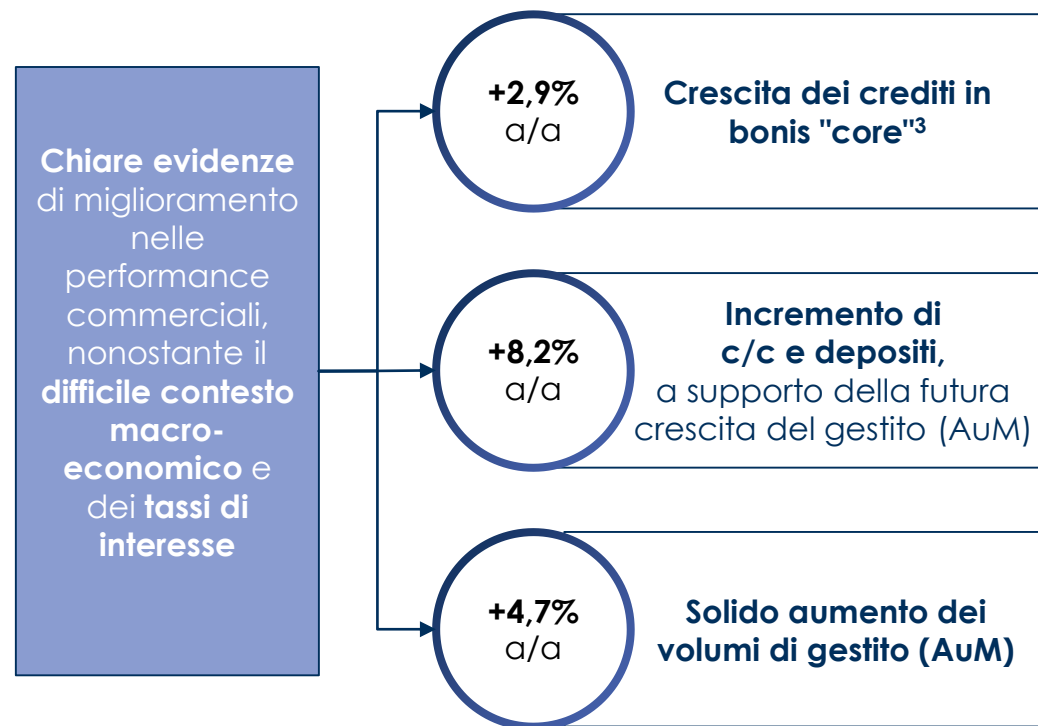 Chiare evidenze
di miglioramento
nelle
performance
commerciali,
nonostante il
difficile contesto
macro-
economico e
dei tassi di
interesse
+2,9%
a/a
Crescita dei crediti in
bonis "core"³
+8,2%
a/a
Incremento di
c/c e depositi,
a supporto della futura
crescita del gestito (AuM)
+4,7%
a/a
Solido aumento dei
volumi di gestito (AuM)